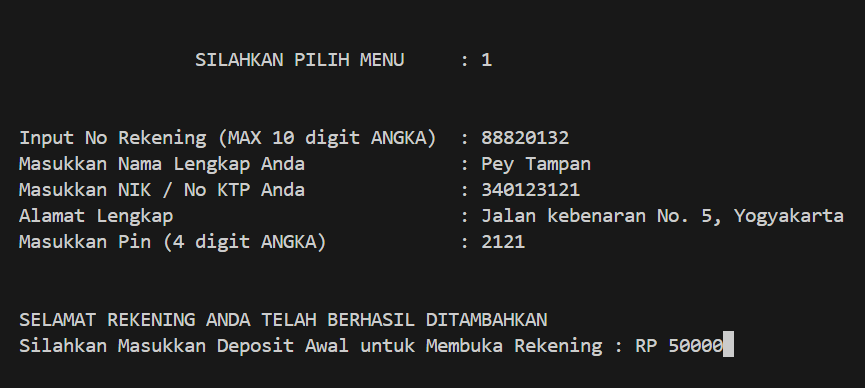 SILAHKAN PILIH MENU : 1
Input No Rekening (MAX 10 digit ANGKA) : 88820132
Masukkan Nama Lengkap Anda : Pey Tampan
Masukkan NIK / No KTP Anda : 340123121
Alamat Lengkap : Jalan kebenaran No. 5, Yogyakarta
Masukkan Pin (4 digit ANGKA) : 2121
SELAMAT REKENING ANDA TELAH BERHASIL DITAMBAHKAN
Silahkan Masukkan Deposit Awal untuk Membuka Rekening : RP 50000